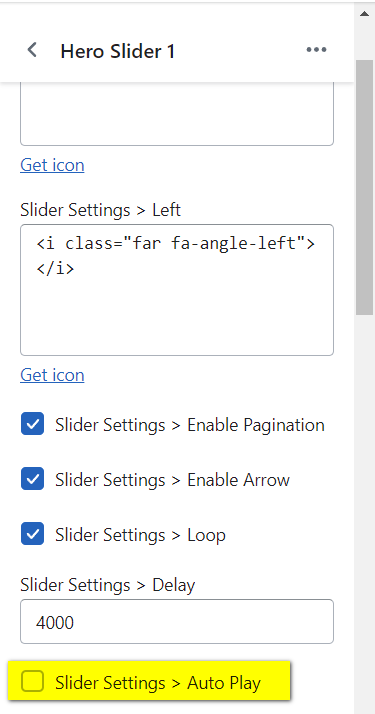 Hero Slider 1
Get icon
Slider Settings > Left
<i class="far fa-angle-left">
</i>
Get icon
Slider Settings > Enable Pagination
Slider Settings > Enable Arrow
Slider Settings > Loop
Slider Settings > Delay
4000
Slider Settings > Auto Play